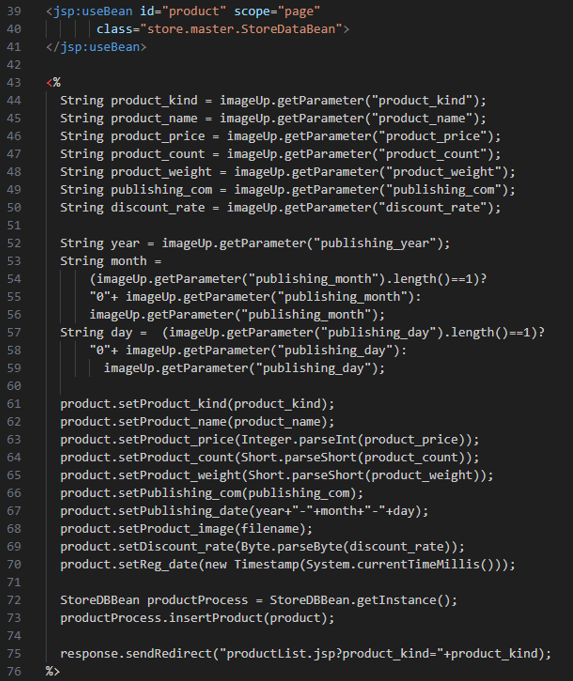 39 <jsp:useBean id="product" scope="page"
40 class="store.master.StoreDataBean">
41 </jsp:useBean>
42
43 <%
44 String product_kind = imageUp.getParameter("product_kind");
45 String product_name = imageUp.getParameter("product_name");
46 String product_price = imageUp.getParameter("product_price");
47 String product_count = imageUp.getParameter("product_count");
48 String product_weight = imageUp.getParameter("product_weight");
49 String publishing_com = imageUp.getParameter("publishing_com");
50 String discount_rate = imageUp.getParameter("discount_rate");
51
52 String year = imageUp.getParameter("publishing_year");
53 String month =
54 (imageUp.getParameter("publishing_month").length()==1)?
55 "0"+ imageUp.getParameter("publishing_month"):
56 imageUp.getParameter("publishing_month");
57 String day =  (imageUp.getParameter("publishing_day").length()==1)?
58 "0"+ imageUp.getParameter("publishing_day"):
59 imageUp.getParameter("publishing_day");
60
61 product.setProduct_kind(product_kind);
62 product.setProduct_name(product_name);
63 product.setProduct_price(Integer.parseInt(product_price));
64 product.setProduct_count(Short.parseShort(product_count));
65 product.setProduct_weight(Short.parseShort(product_weight));
66 product.setPublishing_com(publishing_com);
67 product.setPublishing_date(year+"-"+month+"-"+day);
68 product.setProduct_image(filename);
69 product.setDiscount_rate(Byte.parseByte(discount_rate));
70 product.setReg_date(new Timestamp(System.currentTimeMillis()));
71
72 StoreDBBean productProcess = StoreDBBean.getInstance();
73 productProcess.insertProduct(product);
74
75 response.sendRedirect("productList.jsp?product_kind="+product_kind);
76 %>